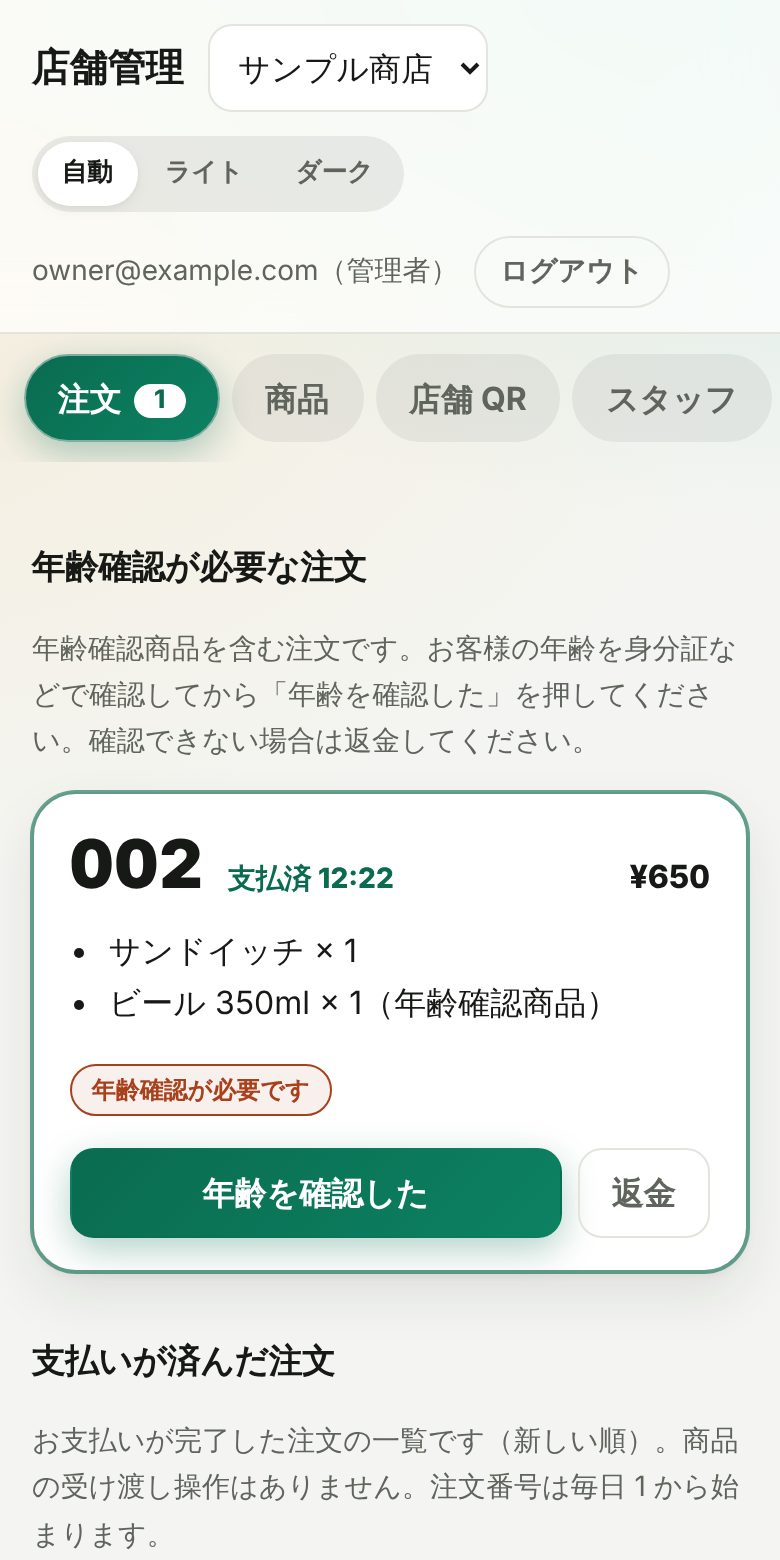 店舗管理 サンプル商店
自動 ライト ダーク
owner@example.com（管理者） ログアウト
注文 1 商品 店舗 QR スタッフ
年齢確認が必要な注文
年齢確認商品を含む注文です。お客様の年齢を身分証な
どで確認してから「年齢を確認した」を押してくださ
い。確認できない場合は返金してください。
002 支払済 12:22 ¥650
• サンドイッチ × 1
• ビール 350ml × 1（年齢確認商品）
年齢確認が必要です
年齢を確認した 返金
支払いが済んだ注文
お支払いが完了した注文の一覧です（新しい順）。商品
の受け渡し操作はありません。注文番号は毎日 1 から始
まります。